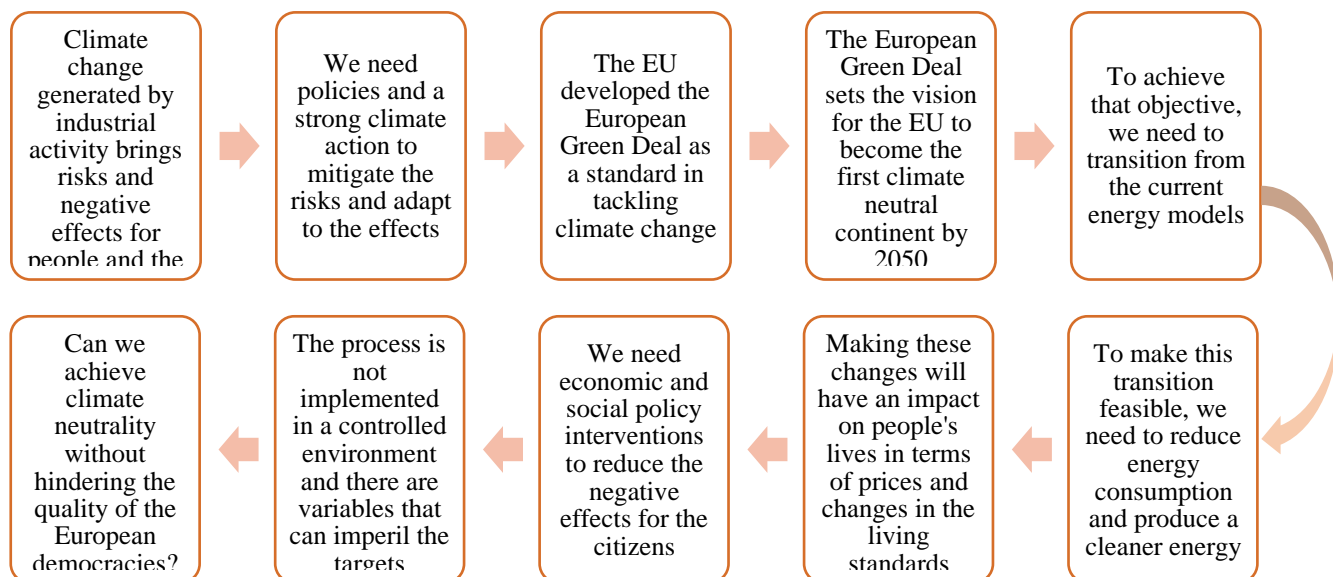 Climate
change
generated by
industrial
activity brings
risks and
negative
effects for
people and the
We need
policies and a
strong climate
action to
mitigate the
risks and adapt
to the effects
The EU
developed the
European
Green Deal as
a standard in
tackling
climate change
The European
Green Deal
sets the vision
for the EU to
become the
first climate
neutral
continent by
2050
To achieve
that objective,
we need to
transition from
the current
energy models
To make this
transition
feasible, we
need to reduce
energy
consumption
and produce a
cleaner energy
Making these
changes will
have an impact
on people's
lives in terms
of prices and
changes in the
living
standards
We need
economic and
social policy
interventions
to reduce the
negative
effects for the
citizens
The process is
not
implemented
in a controlled
environment
and there are
variables that
can imperil the
targets
Can we
achieve
climate
neutrality
without
hindering the
quality of the
European
democracies?